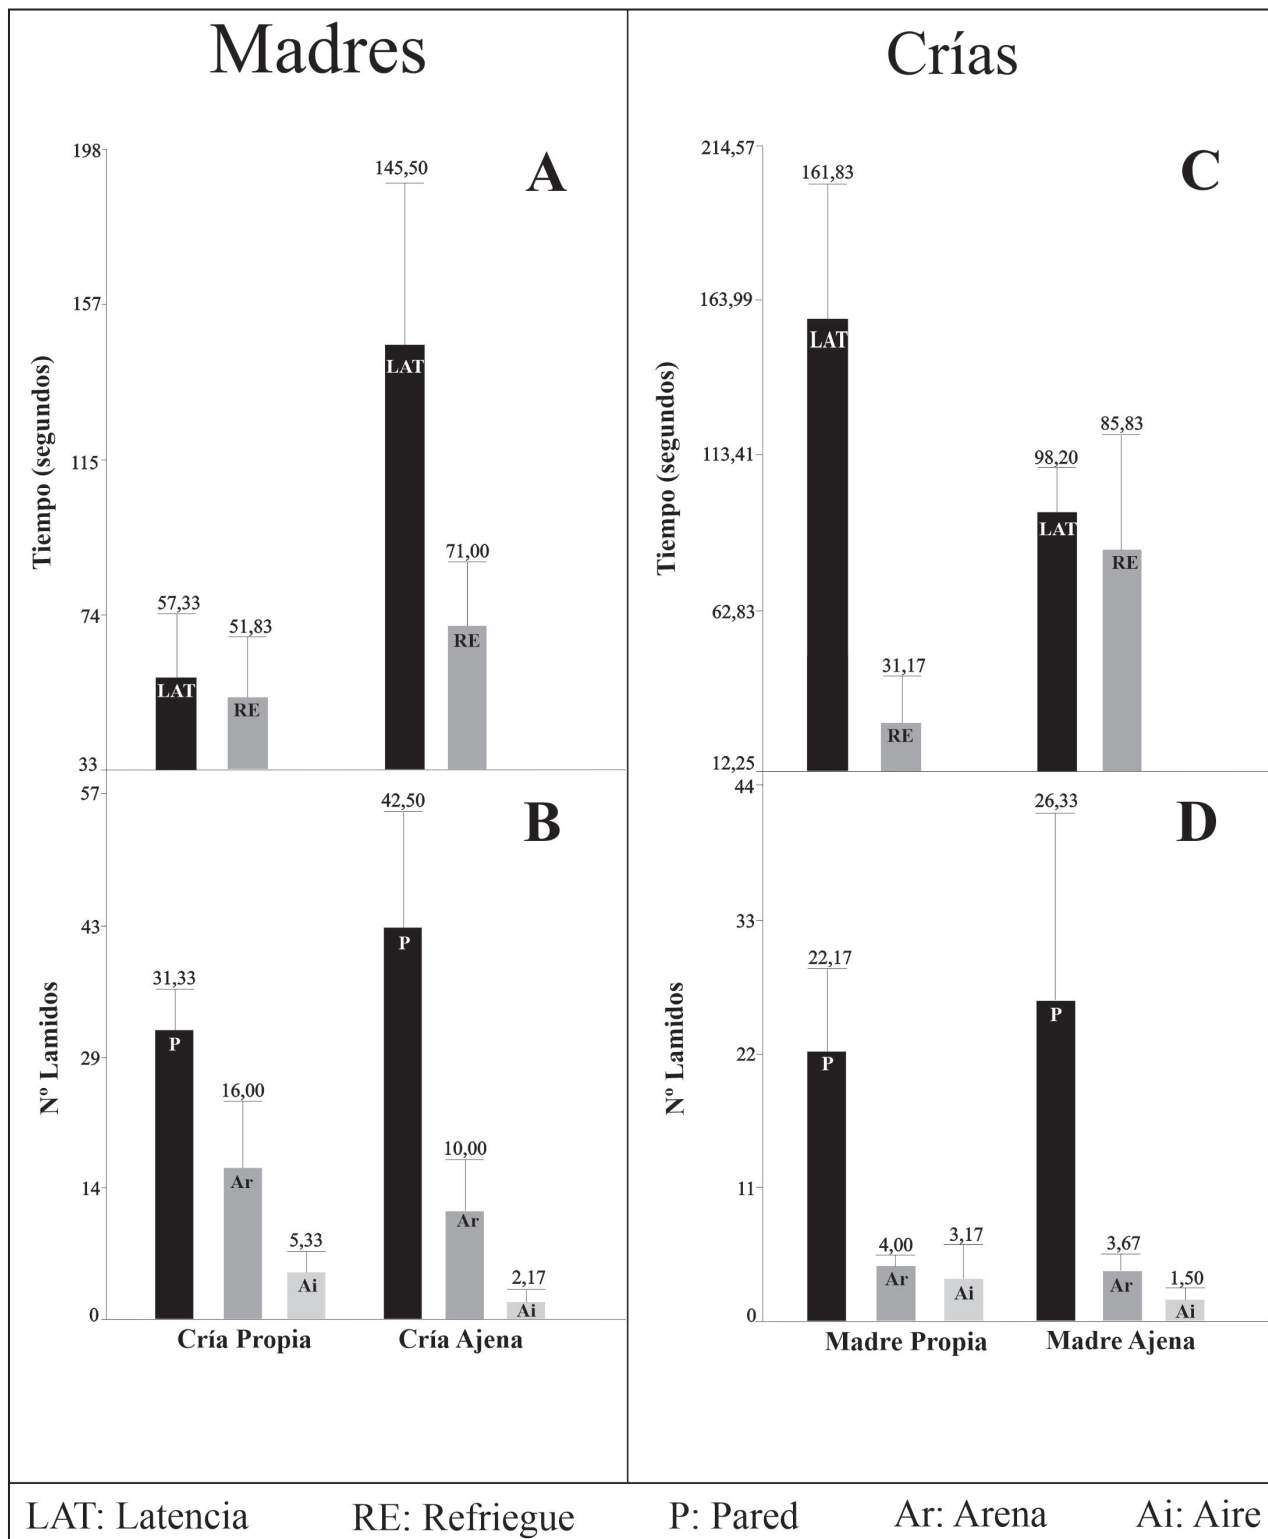 Madres
Crías
A
198
157
115
74
33
Tiempo (segundos)
57,33
LAT
51,83
RE
145,50
LAT
71,00
RE
C
214,57
163,99
113,41
62,83
12,25
Tiempo (segundos)
161,83
LAT
31,17
RE
98,20
LAT
85,83
RE
B
57
43
29
14
0
Nº Lamidos
31,33
P
16,00
Ar
5,33
Ai
42,50
P
10,00
Ar
2,17
Ai
Cría Propia
Cría Ajena
D
44
33
22
11
0
Nº Lamidos
22,17
P
4,00
Ar
3,17
Ai
26,33
P
3,67
Ar
1,50
Ai
Madre Propia
Madre Ajena
LAT: Latencia
RE: Refriegue
P: Pared
Ar: Arena
Ai: Aire